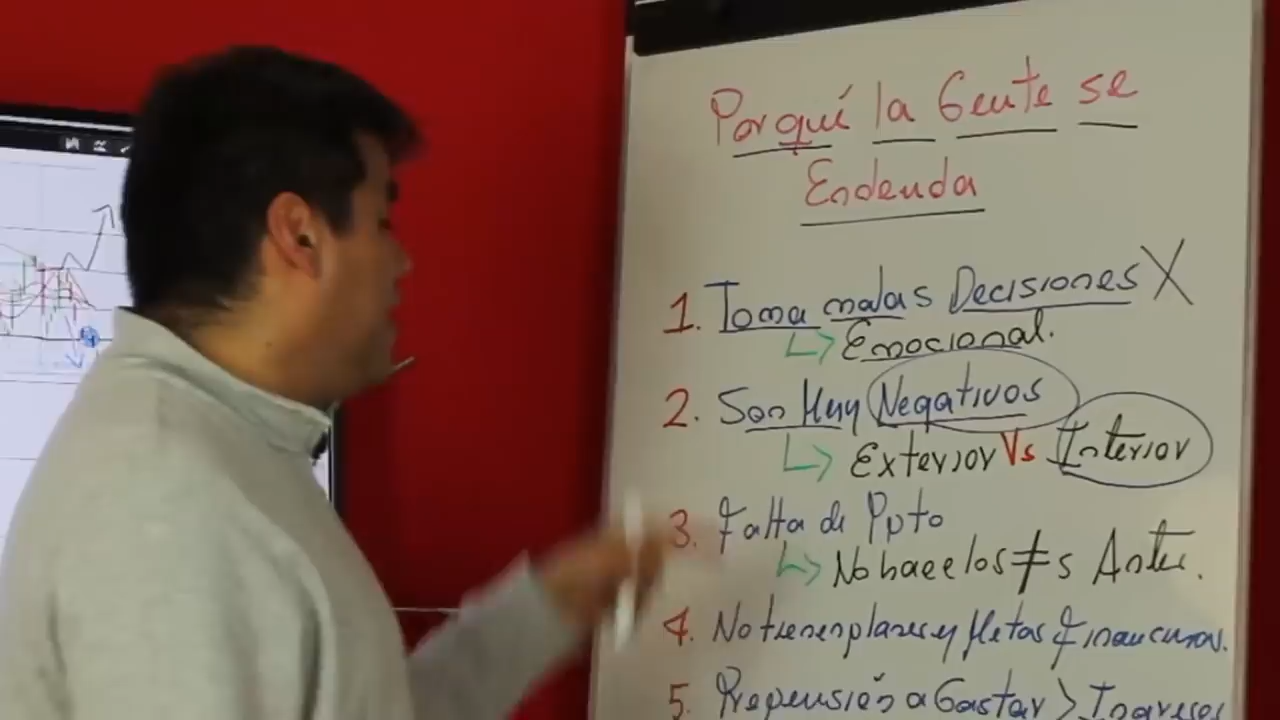 Porqué la Gente se
Endeuda
1. Toma malas Decisiones X
Emocional.
2. Son Muy Negativos
Exterior Vs Interior
3. Falta de Ppto
No hace los #s Antes.
4. No tienen planes y Metas Financieras.
5. Propensión a Gastar > Ingresos